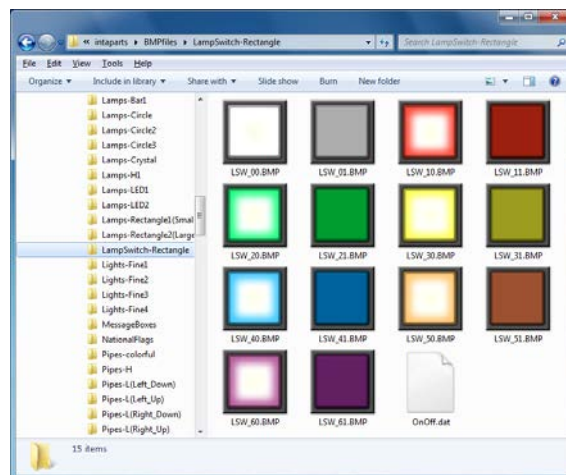 « intaparts ▸ BMPfiles ▸ LampSwitch-Rectangle
Search LampSwitch-Rectangle
File Edit View Tools Help
Organize Include in library Share with Slide show Burn New folder
Lamps-Bar1
Lamps-Circle
Lamps-Circle2
Lamps-Circle3
Lamps-Crystal
Lamps-H1
Lamps-LED1
Lamps-LED2
Lamps-Rectangle1(Smal
Lamps-Rectangle2(Large
LampSwitch-Rectangle
Lights-Fine1
Lights-Fine2
Lights-Fine3
Lights-Fine4
MessageBoxes
NationalFlags
Pipes-colorful
Pipes-H
Pipes-L(Left_Down)
Pipes-L(Left_Up)
Pipes-L(Right_Down)
Pipes-L(Right_Up)
LSW_00.BMP LSW_01.BMP LSW_10.BMP LSW_11.BMP
LSW_20.BMP LSW_21.BMP LSW_30.BMP LSW_31.BMP
LSW_40.BMP LSW_41.BMP LSW_50.BMP LSW_51.BMP
LSW_60.BMP LSW_61.BMP OnOff.dat
15 items